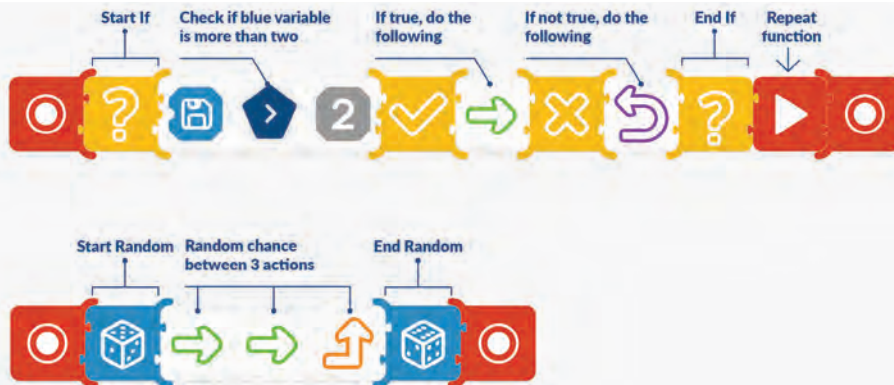 Start If
Check if blue variable
is more than two
If true, do the
following
If not true, do the
following
End If
Repeat
function
2
Start Random
Random chance
between 3 actions
End Random